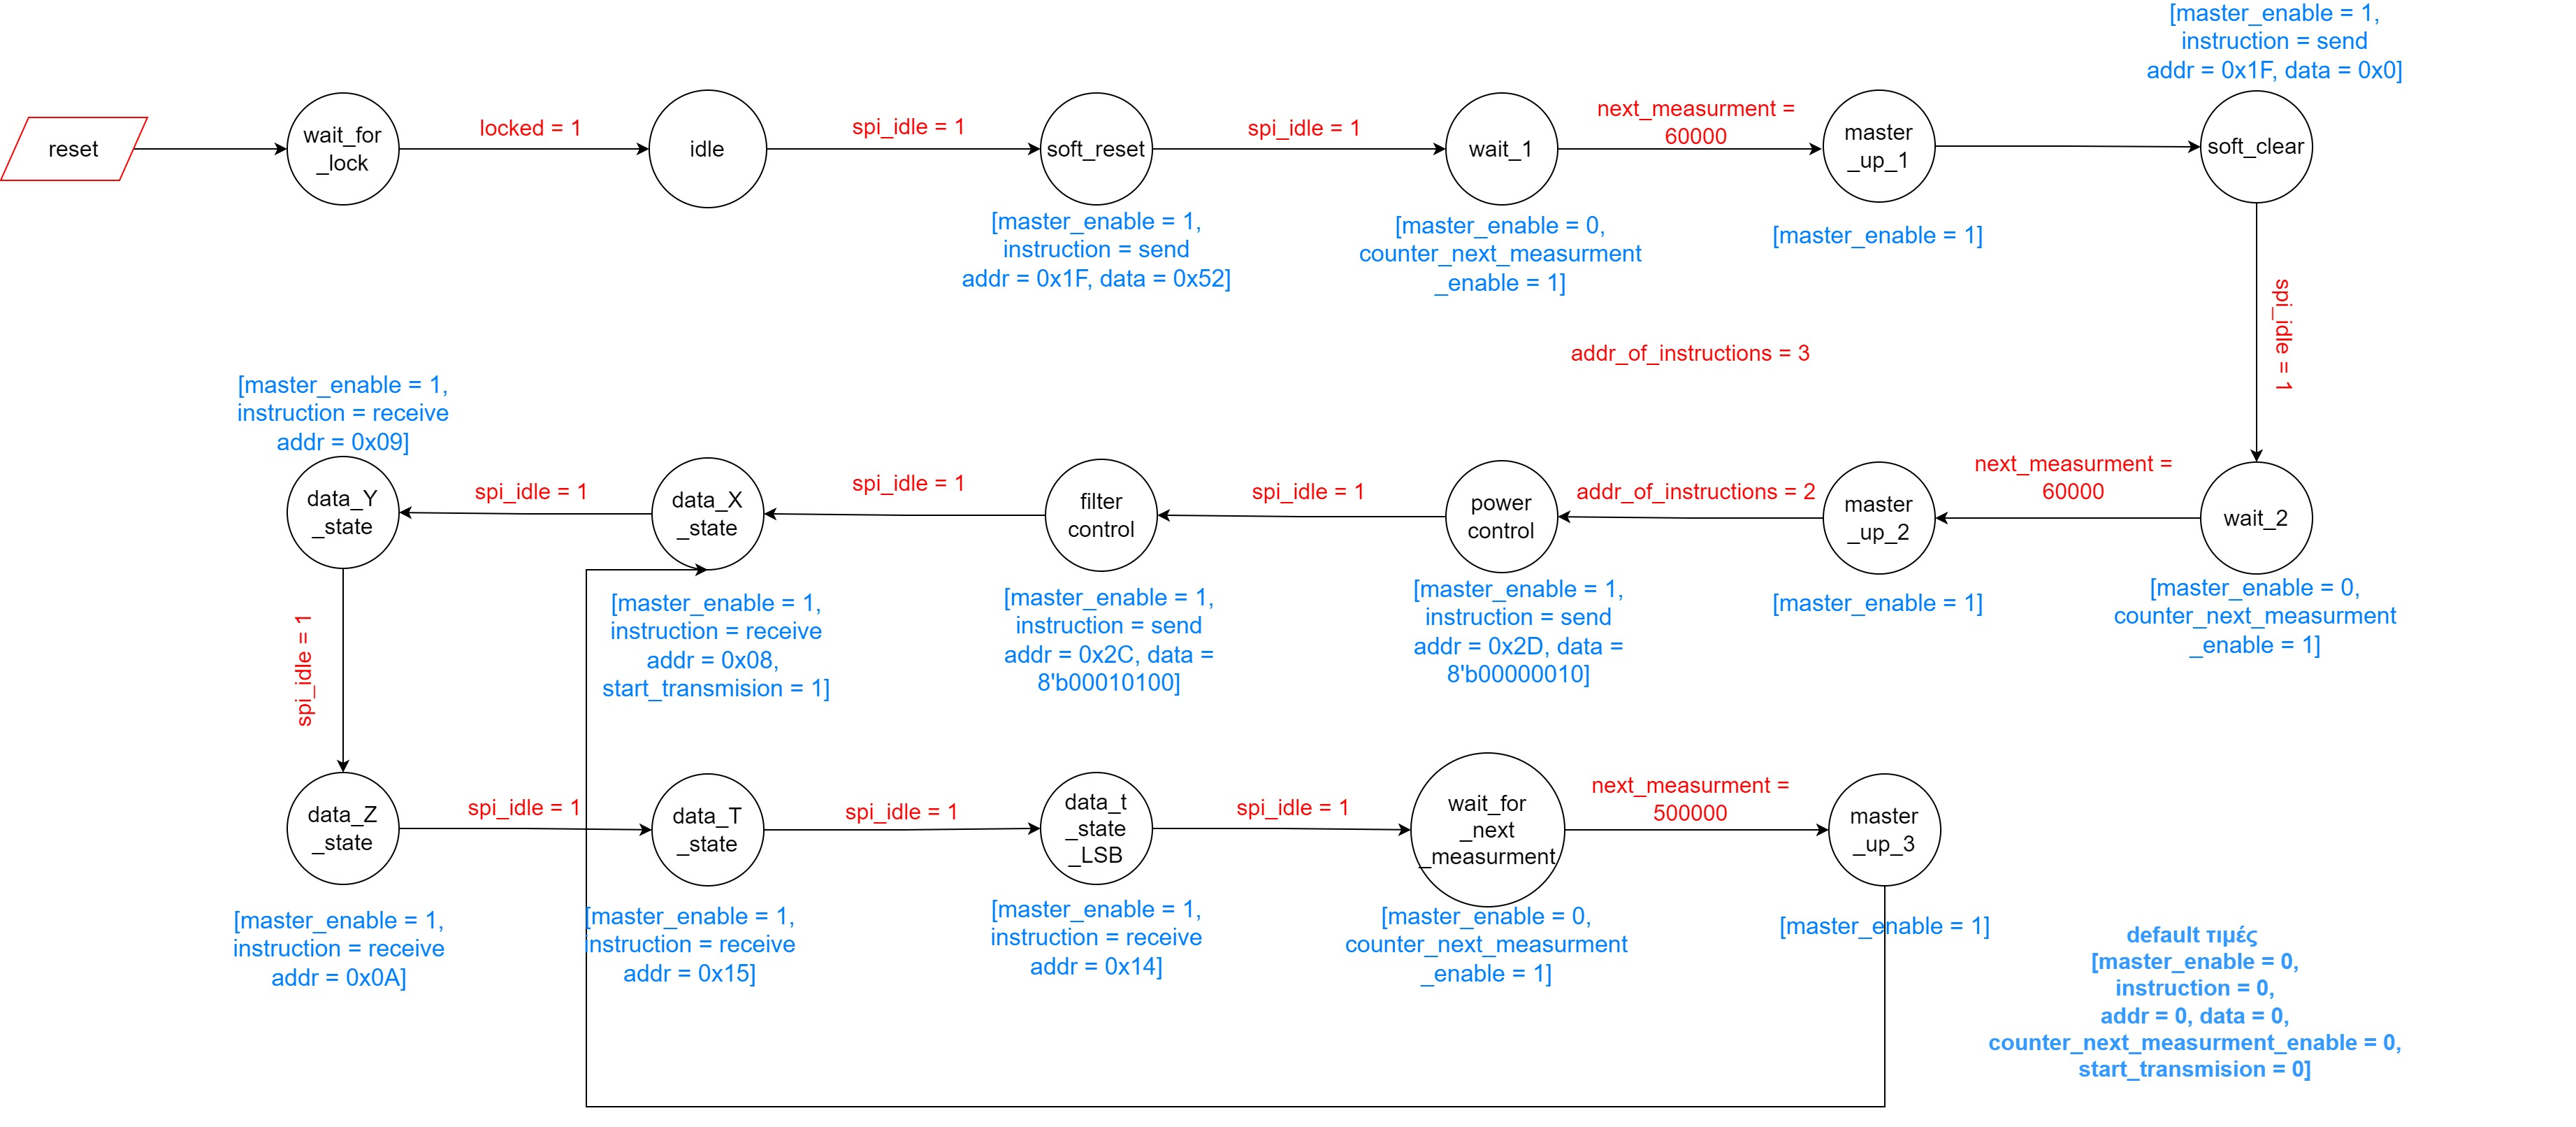 [master_enable = 1,
instruction = send
addr = 0x1F, data = 0x0]
reset
wait_for
_lock
locked = 1
idle
spi_idle = 1
soft_reset
spi_idle = 1
wait_1
next_measurment =
60000
master
_up_1
soft_clear
[master_enable = 1,
instruction = send
addr = 0x1F, data = 0x52]
[master_enable = 0,
counter_next_measurment
_enable = 1]
[master_enable = 1]
spi_idle = 1
addr_of_instructions = 3
[master_enable = 1,
instruction = receive
addr = 0x09]
data_Y
_state
spi_idle = 1
data_X
_state
spi_idle = 1
filter
control
spi_idle = 1
power
control
addr_of_instructions = 2
master
_up_2
next_measurment =
60000
wait_2
spi_idle = 1
[master_enable = 1,
instruction = receive
addr = 0x08,
start_transmision = 1]
[master_enable = 1,
instruction = send
addr = 0x2C, data =
8'b00010100]
[master_enable = 1,
instruction = send
addr = 0x2D, data =
8'b00000010]
[master_enable = 1]
[master_enable = 0,
counter_next_measurment
_enable = 1]
data_Z
_state
spi_idle = 1
data_T
_state
spi_idle = 1
data_t
_state
_LSB
spi_idle = 1
wait_for
_next
_measurment
next_measurment =
500000
master
_up_3
[master_enable = 1,
instruction = receive
addr = 0x0A]
[master_enable = 1,
instruction = receive
addr = 0x15]
[master_enable = 1,
instruction = receive
addr = 0x14]
[master_enable = 0,
counter_next_measurment
_enable = 1]
[master_enable = 1]
default τιμές
[master_enable = 0,
instruction = 0,
addr = 0, data = 0,
counter_next_measurment_enable = 0,
start_transmision = 0]